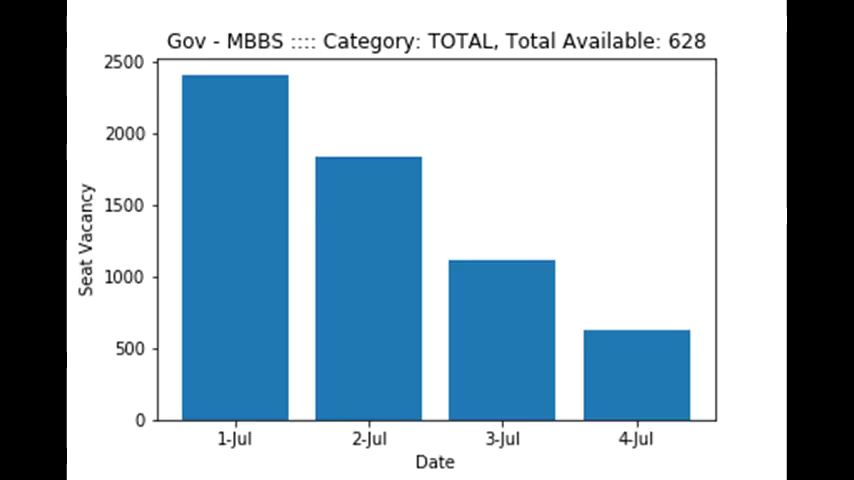 Gov - MBBS :::: Category: TOTAL, Total Available: 628
2500
2000
1500
1000
500
0
Seat Vacancy
1-Jul 2-Jul 3-Jul 4-Jul
Date